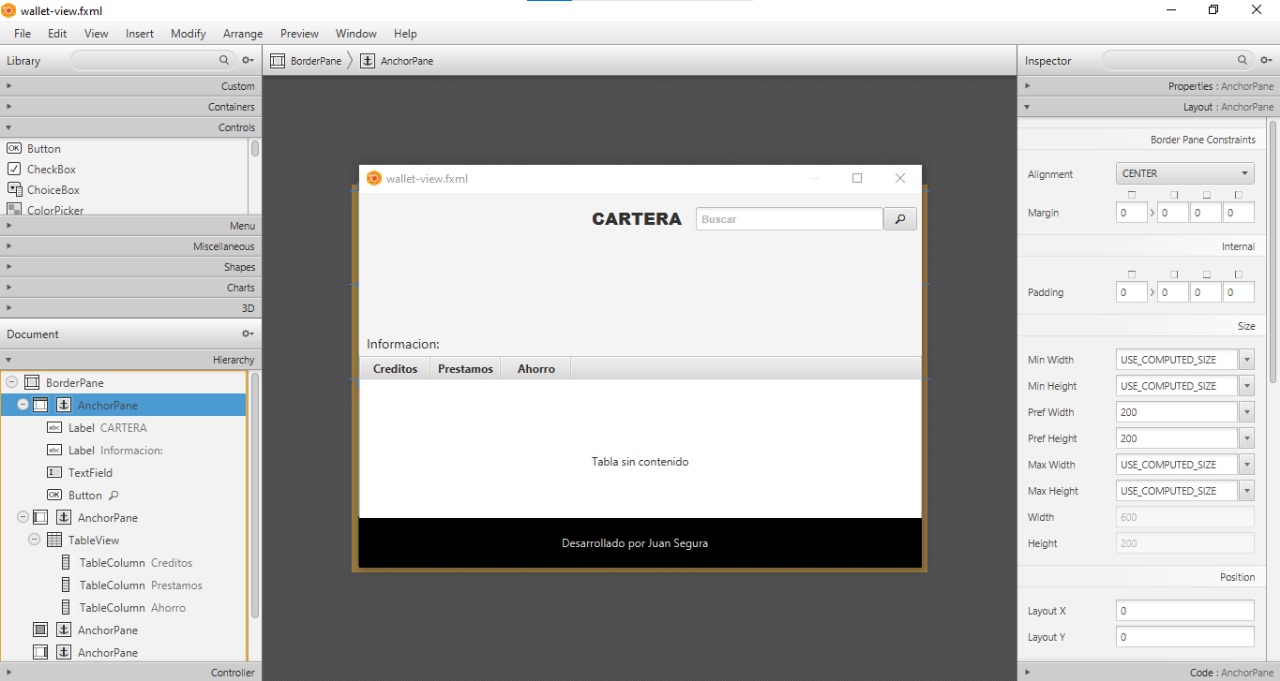 wallet-view.fxml
File Edit View Insert Modify Arrange Preview Window Help
Library
Custom
Containers
Controls
OK Button
CheckBox
ChoiceBox
ColorPicker
Menu
Miscellaneous
Shapes
Charts
3D
Document
Hierarchy
BorderPane
AnchorPane
abc Label CARTERA
abc Label Informacion:
TextField
OK Button
AnchorPane
TableView
TableColumn Creditos
TableColumn Prestamos
TableColumn Ahorro
AnchorPane
AnchorPane
Controller
BorderPane AnchorPane
wallet-view.fxml
CARTERA Buscar
Informacion:
Creditos Prestamos Ahorro
Tabla sin contenido
Desarrollado por Juan Segura
Inspector
Properties : AnchorPane
Layout : AnchorPane
Border Pane Constraints
Alignment CENTER
Margin 0 0 0 0
Internal
Padding 0 0 0 0
Size
Min Width USE_COMPUTED_SIZE
Min Height USE_COMPUTED_SIZE
Pref Width 200
Pref Height 200
Max Width USE_COMPUTED_SIZE
Max Height USE_COMPUTED_SIZE
Width 600
Height 200
Position
Layout X 0
Layout Y 0
Code : AnchorPane